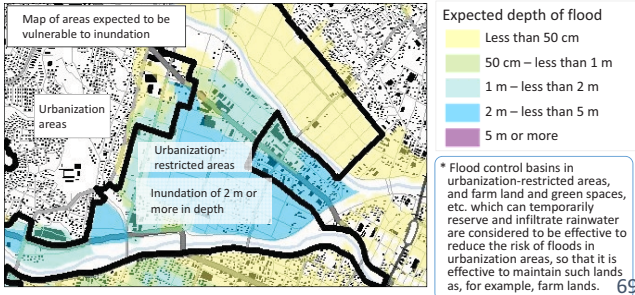 Map of areas expected to be
vulnerable to inundation
Urbanization
areas
Urbanization-
restricted areas
Inundation of 2 m or
more in depth
Expected depth of flood
Less than 50 cm
50 cm – less than 1 m
1 m – less than 2 m
2 m – less than 5 m
5 m or more
* Flood control basins in
urbanization-restricted areas,
and farm land and green spaces,
etc. which can temporarily
reserve and infiltrate rainwater
are considered to be effective to
reduce the risk of floods in
urbanization areas, so that it is
effective to maintain such lands
as, for example, farm lands.
69